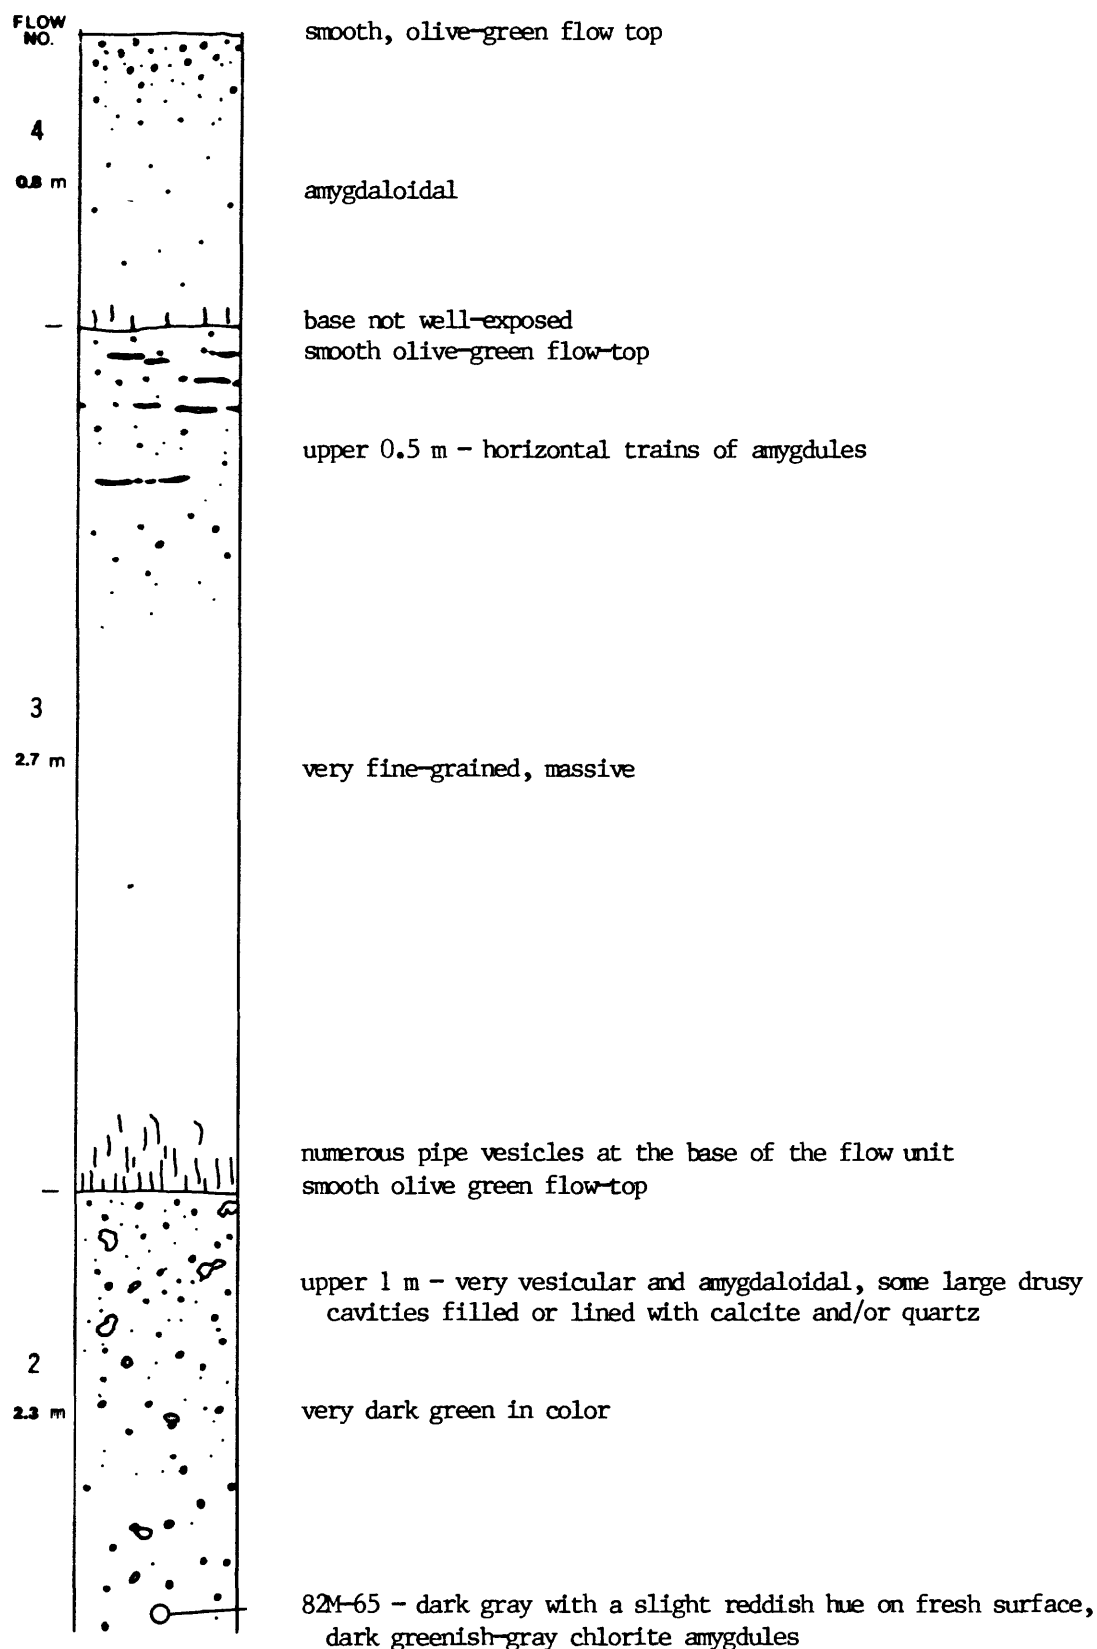 FLOW
NO.
smooth, olive-green flow top
4
0.8 m
amygdaloidal
base not well-exposed
smooth olive-green flow-top
upper 0.5 m - horizontal trains of amygdules
3
2.7 m
very fine-grained, massive
numerous pipe vesicles at the base of the flow unit
smooth olive green flow-top
upper 1 m - very vesicular and amygdaloidal, some large drusy
cavities filled or lined with calcite and/or quartz
2
2.3 m
very dark green in color
82M-65 - dark gray with a slight reddish hue on fresh surface,
dark greenish-gray chlorite amygdules